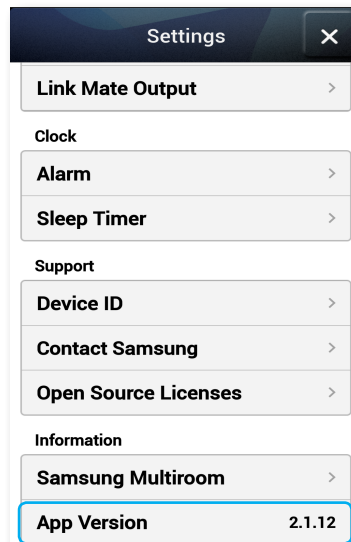 Settings
Link Mate Output
Clock
Alarm
Sleep Timer
Support
Device ID
Contact Samsung
Open Source Licenses
Information
Samsung Multiroom
App Version 2.1.12